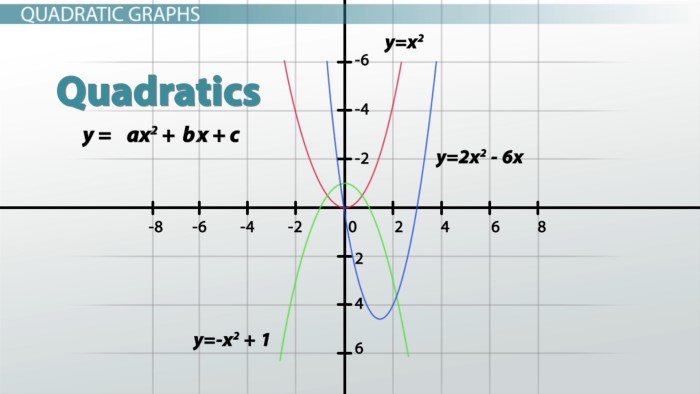 QUADRATIC GRAPHS
y=x²
-6
Quadratics
-4
y = ax² + bx + c
-2
y=2x² - 6x
-8 -6 -4 -2 0 2 4 6 8
2
4
y=-x² + 1
6